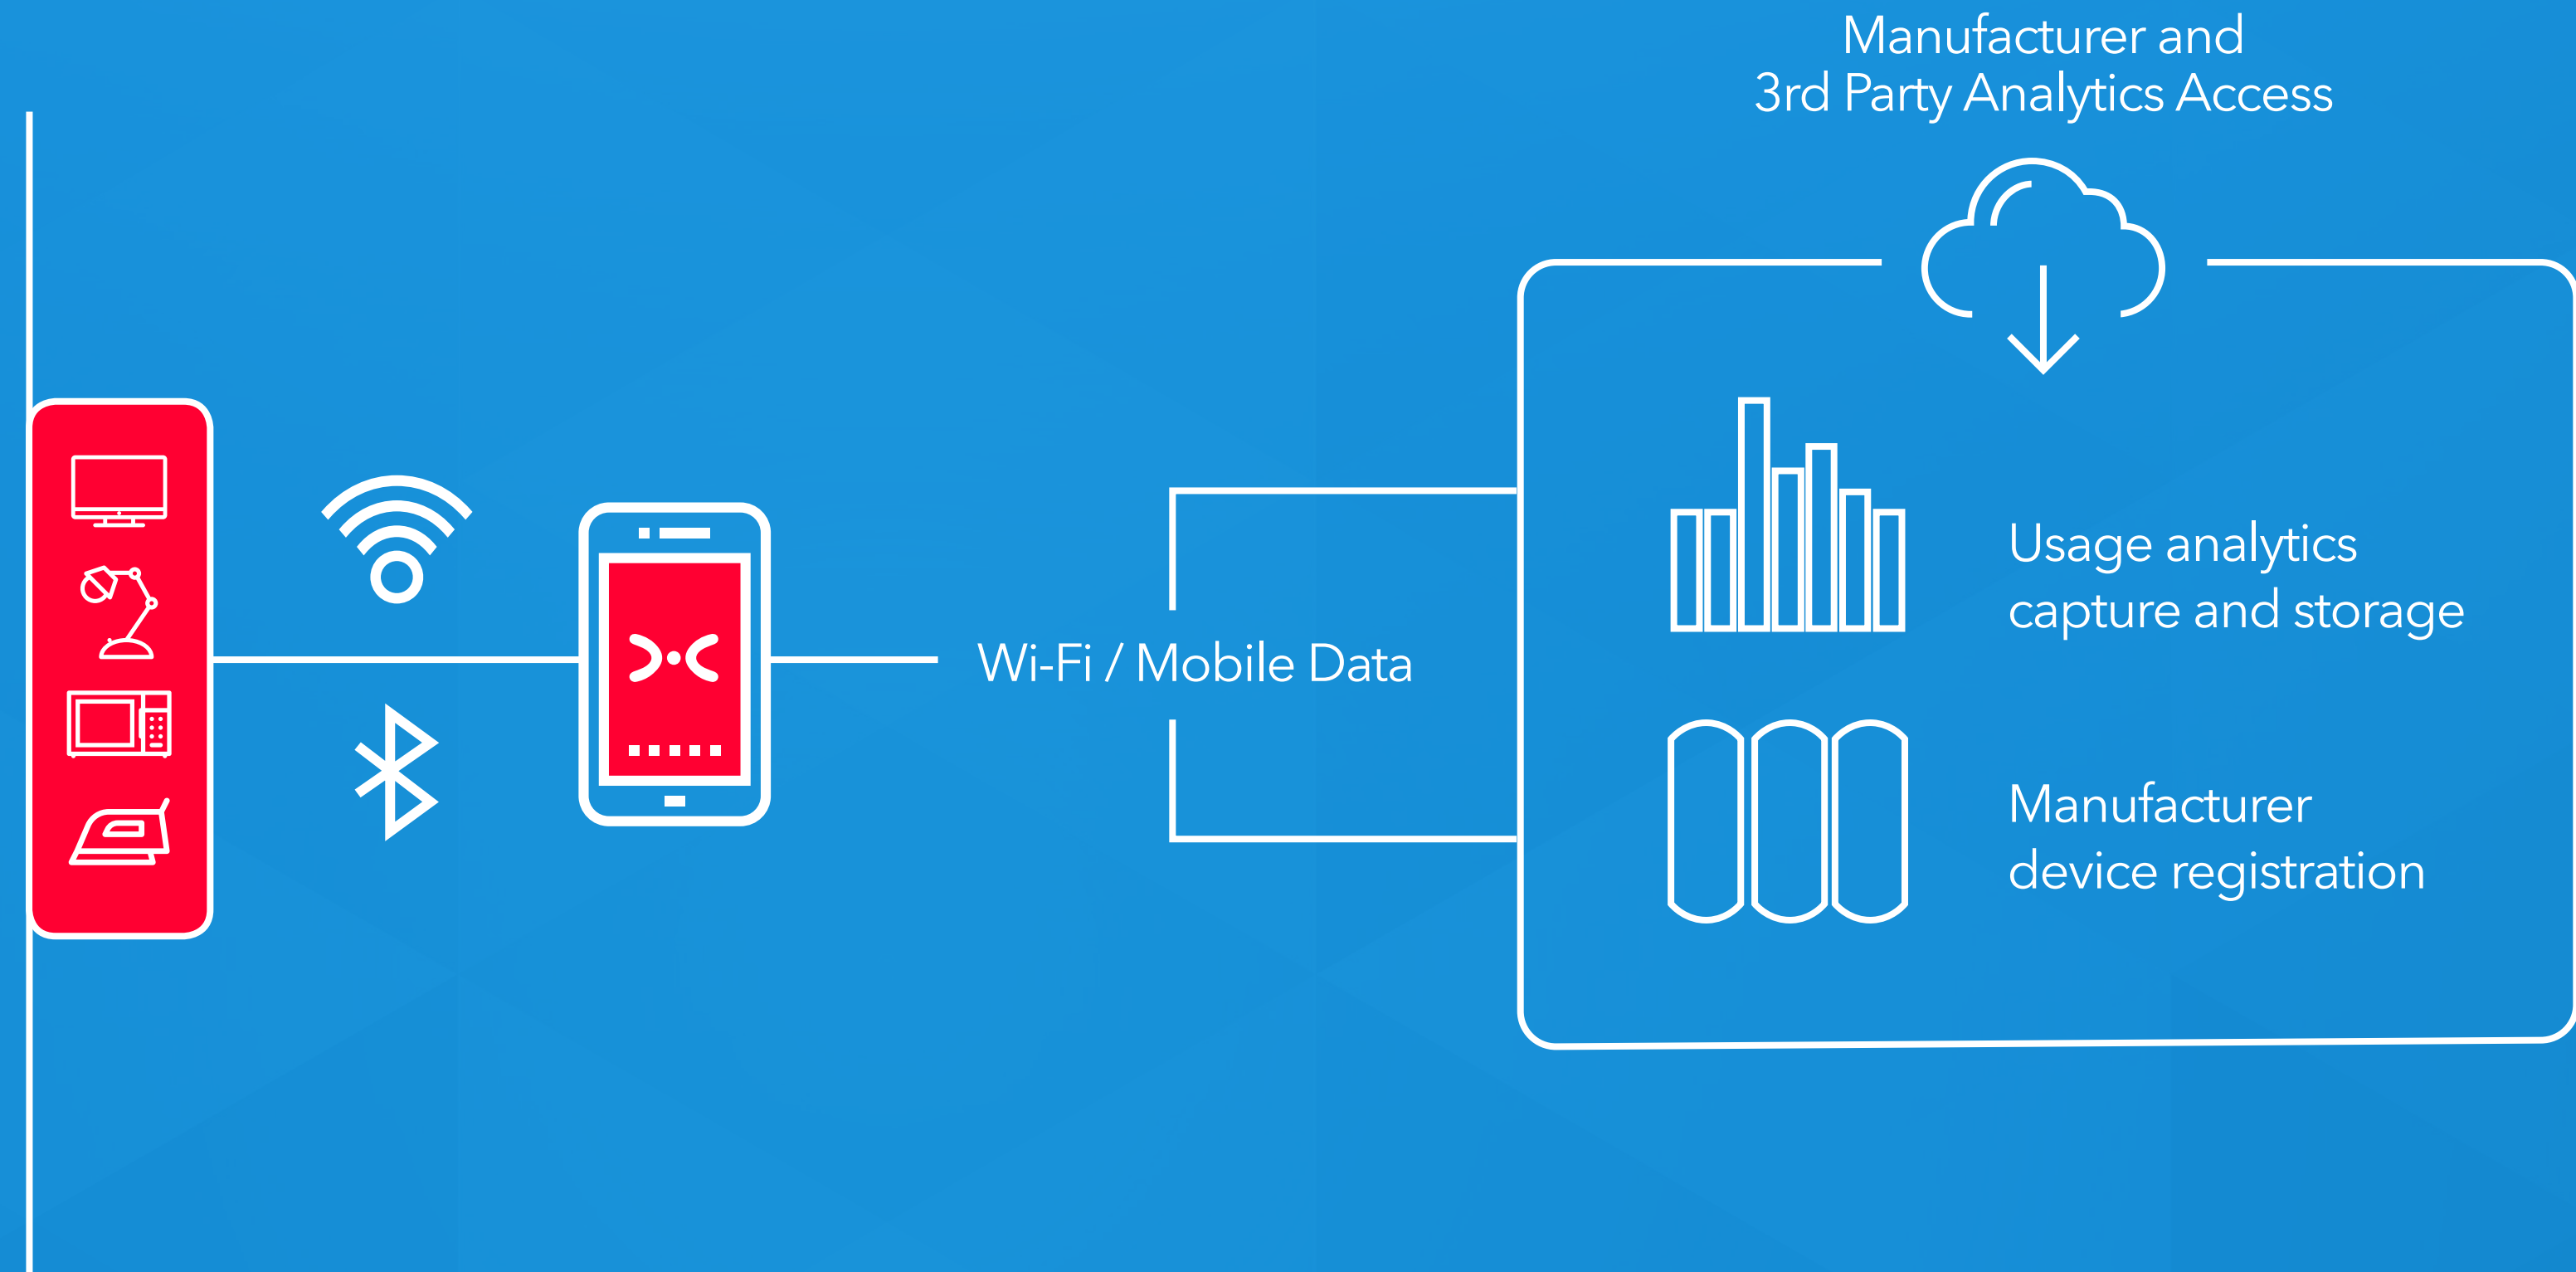 Manufacturer and
3rd Party Analytics Access
Wi-Fi / Mobile Data
Usage analytics
capture and storage
Manufacturer
device registration